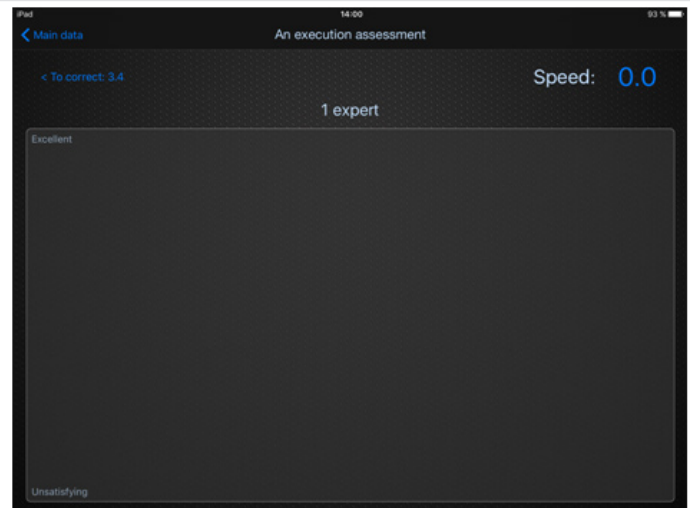 iPad 14:00 93 %
Main data An execution assessment
< To correct: 3.4 Speed: 0.0
1 expert
Excellent
Unsatisfying